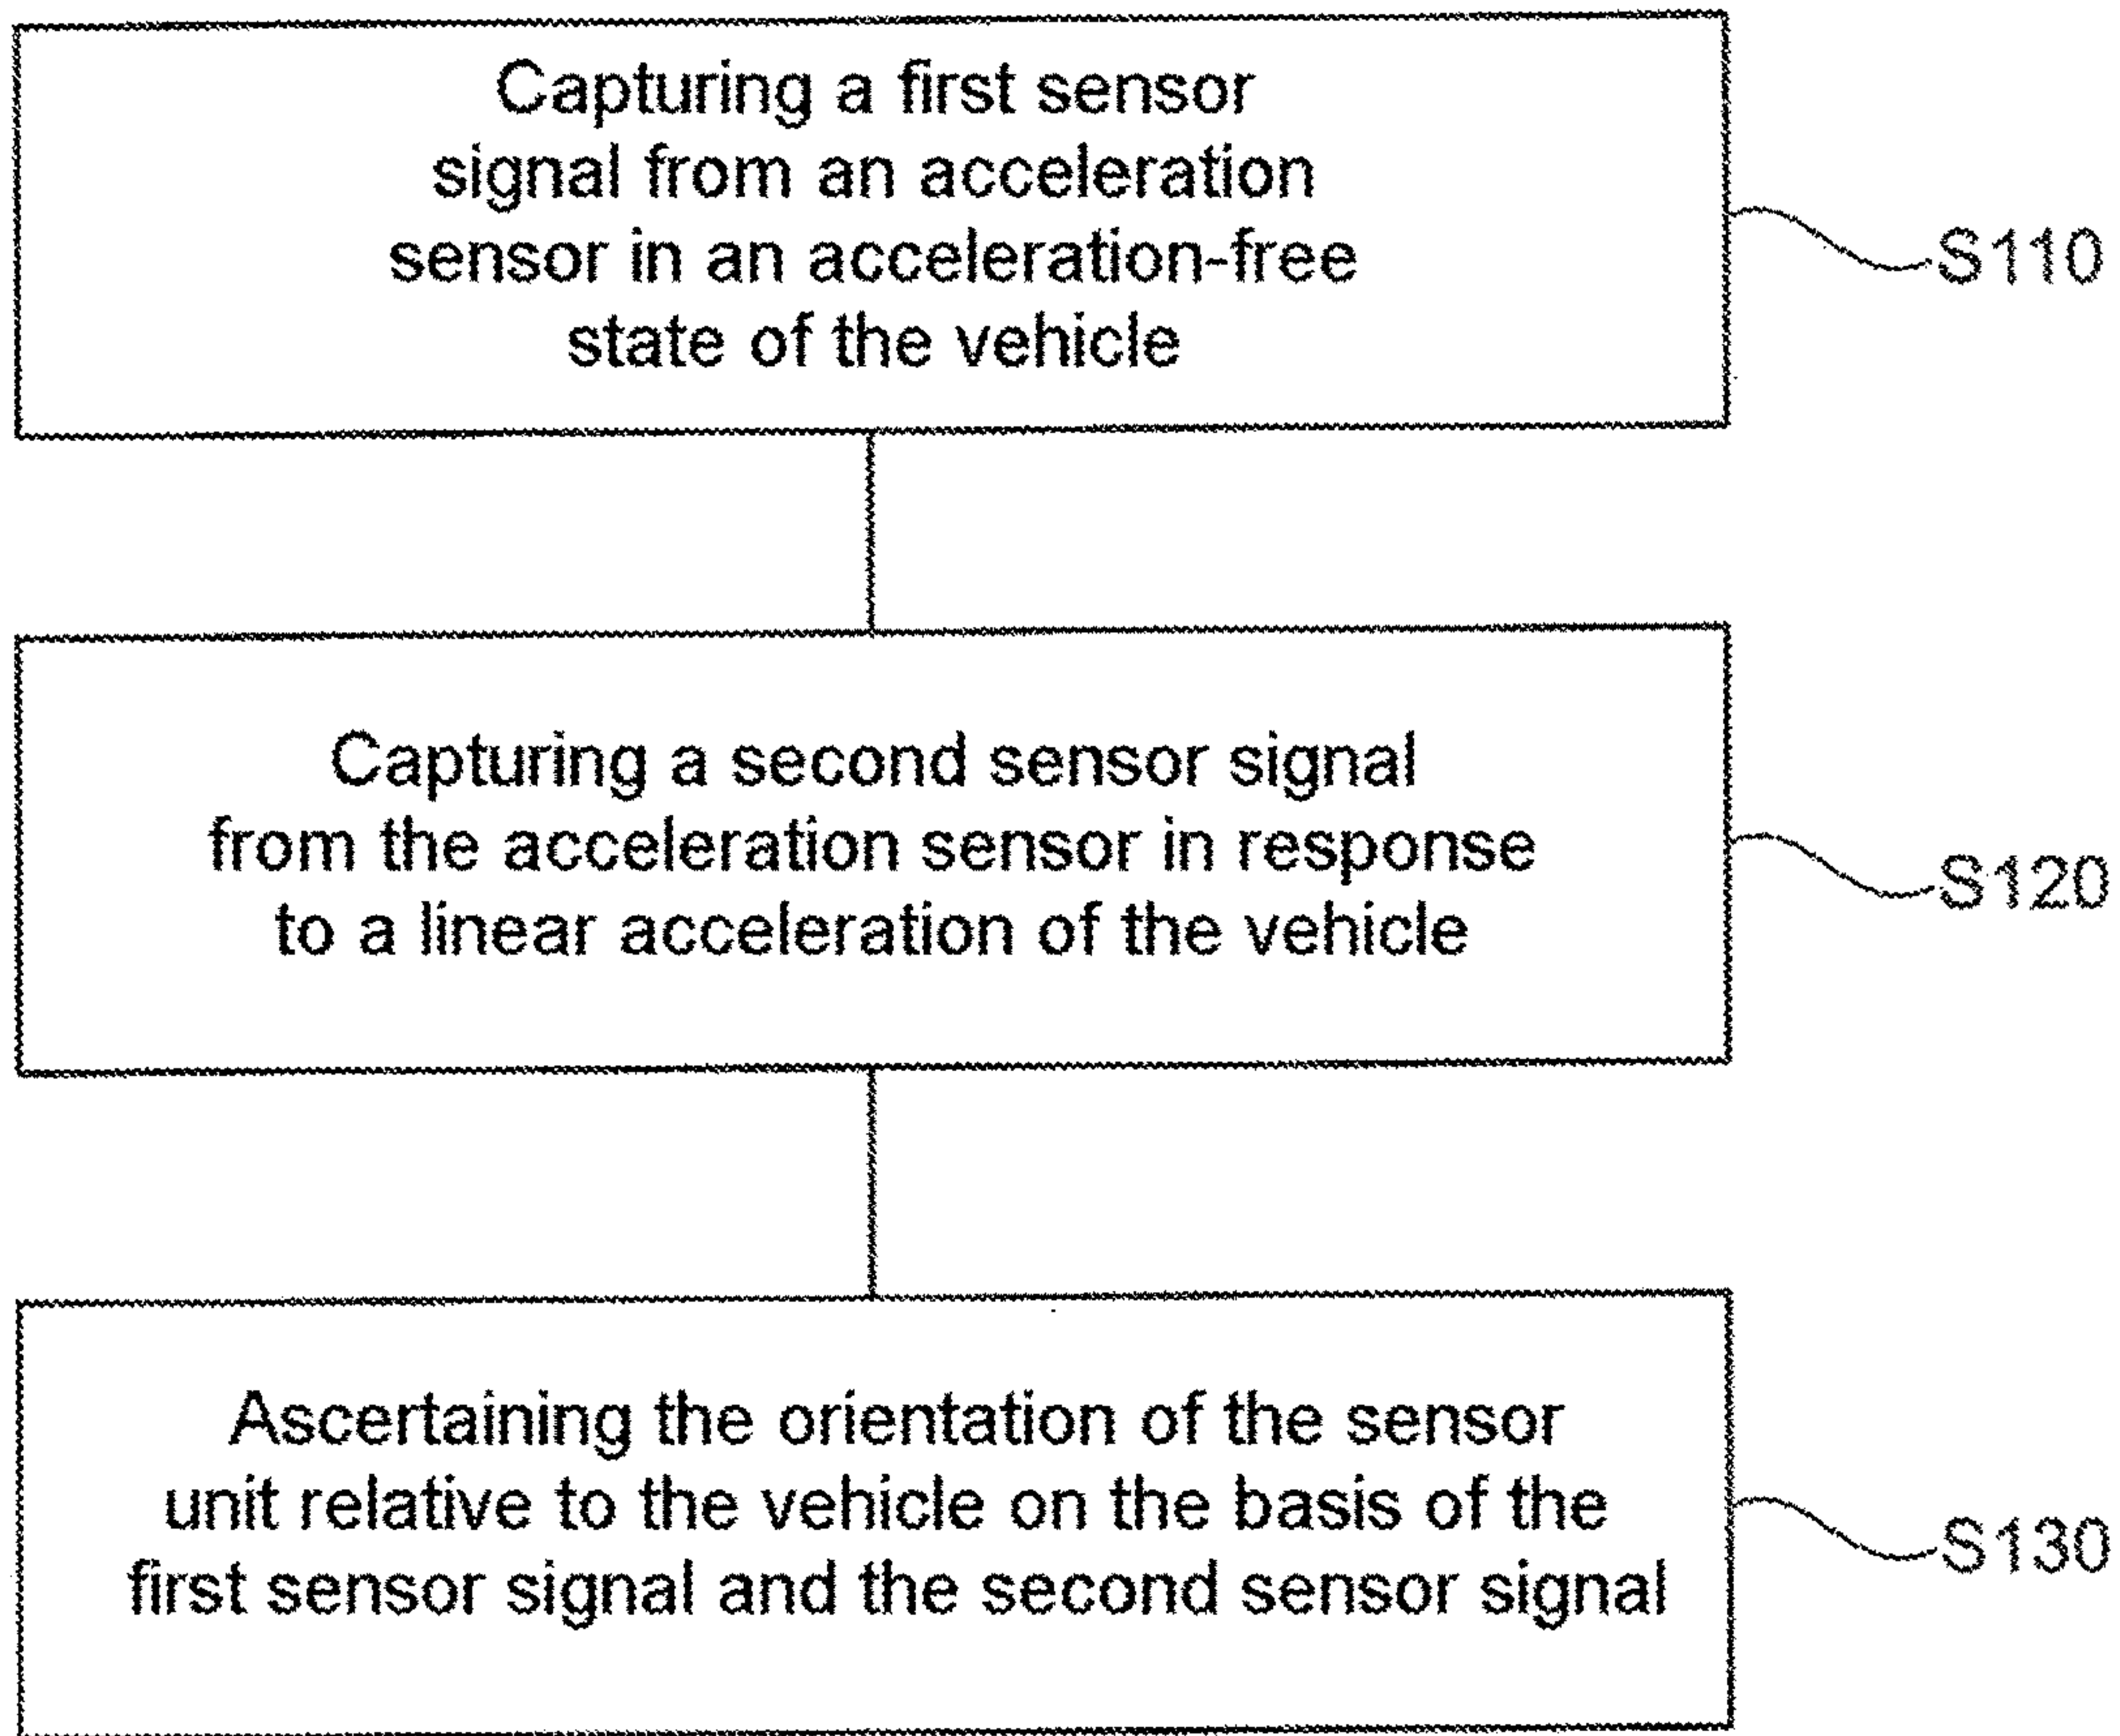 Capturing a first sensor
signal from an acceleration
sensor in an acceleration-free
state of the vehicle
S110
Capturing a second sensor signal
from the acceleration sensor in response
to a linear acceleration of the vehicle
S120
Ascertaining the orientation of the sensor
unit relative to the vehicle on the basis of the
first sensor signal and the second sensor signal
S130